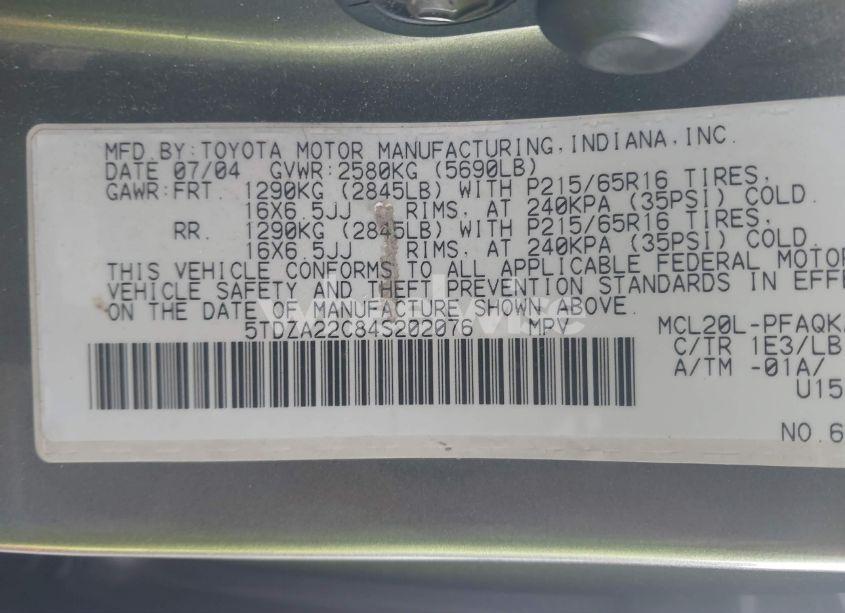 MFD.BY:TOYOTA MOTOR MANUFACTURING,INDIANA,INC.
DATE 07/04 GVWR:2580KG (5690LB)
GAWR:FRT. 1290KG (2845LB) WITH P215/65R16 TIRES,
16X6.5JJ RIMS, AT 240KPA (35PSI) COLD.
RR. 1290KG (2845LB) WITH P215/65R16 TIRES,
16X6.5JJ RIMS, AT 240KPA (35PSI) COLD.
THIS VEHICLE CONFORMS TO ALL APPLICABLE FEDERAL MOTOR
VEHICLE SAFETY AND THEFT PREVENTION STANDARDS IN EFFE
ON THE DATE OF MANUFACTURE SHOWN ABOVE.
5TDZA22C84S202076 MPV MCL20L-PFAQKA
C/TR 1E3/LB
A/TM -01A/
U15
NO.6